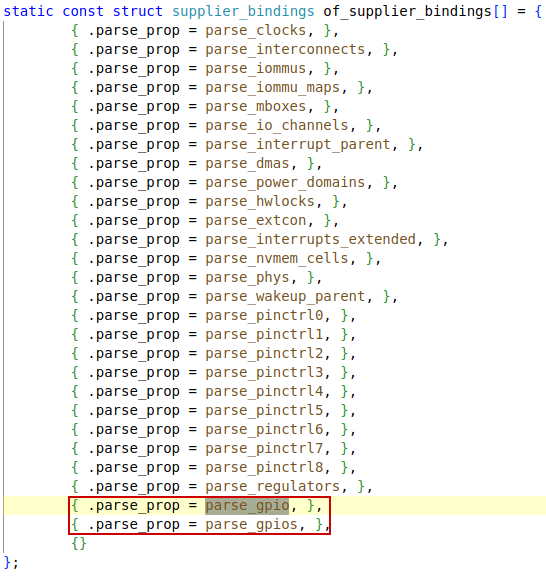 static const struct supplier_bindings of_supplier_bindings[] = {
{ .parse_prop = parse_clocks, },
{ .parse_prop = parse_interconnects, },
{ .parse_prop = parse_iommus, },
{ .parse_prop = parse_iommu_maps, },
{ .parse_prop = parse_mboxes, },
{ .parse_prop = parse_io_channels, },
{ .parse_prop = parse_interrupt_parent, },
{ .parse_prop = parse_dmas, },
{ .parse_prop = parse_power_domains, },
{ .parse_prop = parse_hwlocks, },
{ .parse_prop = parse_extcon, },
{ .parse_prop = parse_interrupts_extended, },
{ .parse_prop = parse_nvmem_cells, },
{ .parse_prop = parse_phys, },
{ .parse_prop = parse_wakeup_parent, },
{ .parse_prop = parse_pinctrl0, },
{ .parse_prop = parse_pinctrl1, },
{ .parse_prop = parse_pinctrl2, },
{ .parse_prop = parse_pinctrl3, },
{ .parse_prop = parse_pinctrl4, },
{ .parse_prop = parse_pinctrl5, },
{ .parse_prop = parse_pinctrl6, },
{ .parse_prop = parse_pinctrl7, },
{ .parse_prop = parse_pinctrl8, },
{ .parse_prop = parse_regulators, },
{ .parse_prop = parse_gpio, },
{ .parse_prop = parse_gpios, },
{}
};